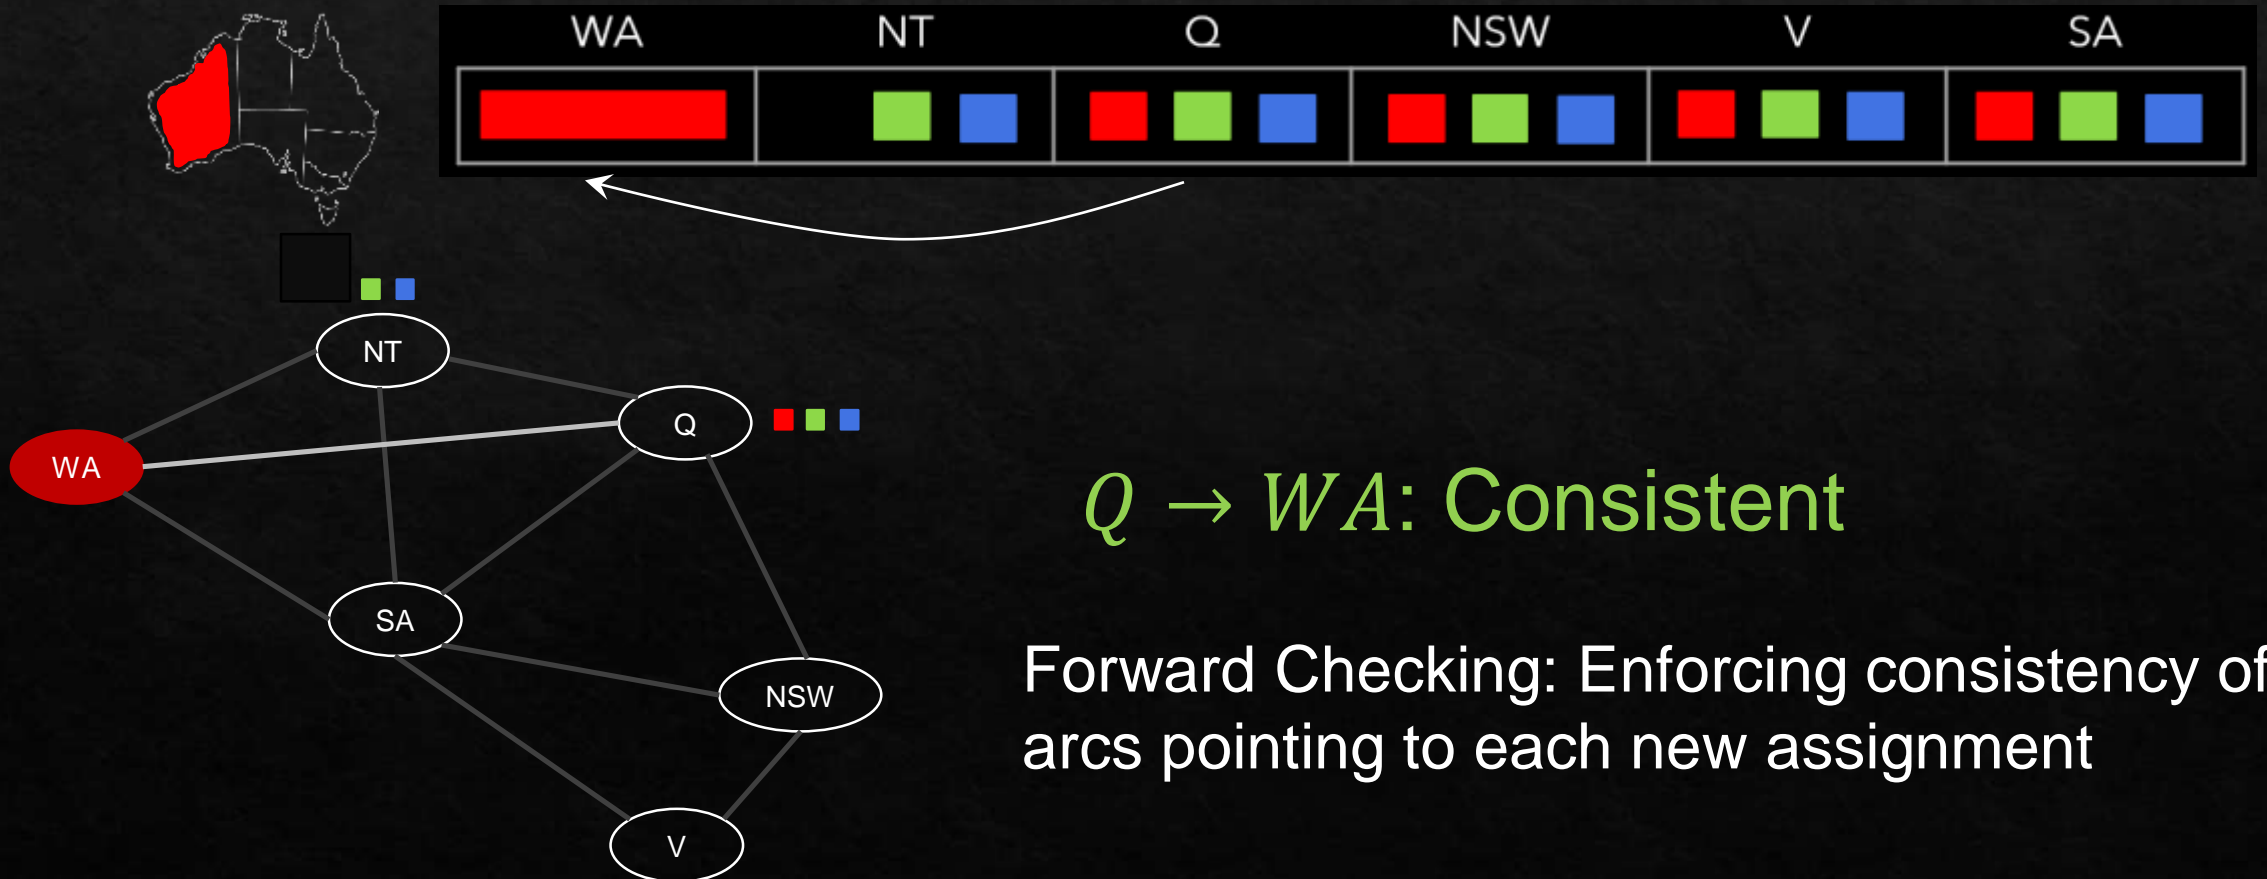 WA NT Q NSW V SA
NT
Q
WA
Q → WA: Consistent
SA
Forward Checking: Enforcing consistency of
NSW
arcs pointing to each new assignment
V